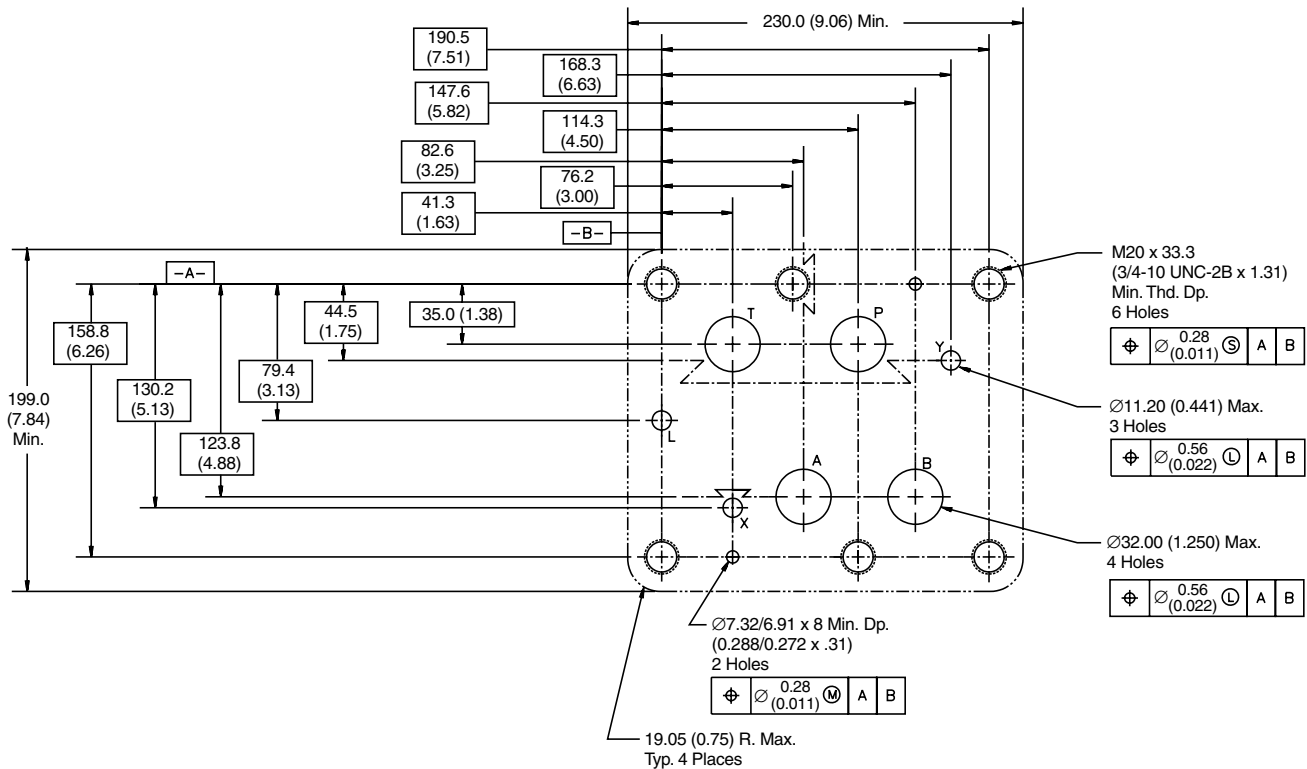 230.0 (9.06) Min.
190.5
(7.51)
168.3
(6.63)
147.6
(5.82)
114.3
(4.50)
82.6
(3.25)
76.2
(3.00)
41.3
(1.63)
-B-
-A-
44.5
(1.75)
35.0 (1.38)
158.8
(6.26)
79.4
(3.13)
130.2
(5.13)
199.0
(7.84)
Min.
123.8
(4.88)
T
P
Y
L
A
B
X
M20 x 33.3
(3/4-10 UNC-2B x 1.31)
Min. Thd. Dp.
6 Holes
⌖ ∅ 0.28 Ⓢ A B
(0.011)
∅11.20 (0.441) Max.
3 Holes
⌖ ∅ 0.56 Ⓛ A B
(0.022)
∅32.00 (1.250) Max.
4 Holes
⌖ ∅ 0.56 Ⓛ A B
(0.022)
∅7.32/6.91 x 8 Min. Dp.
(0.288/0.272 x .31)
2 Holes
⌖ ∅ 0.28 Ⓜ A B
(0.011)
19.05 (0.75) R. Max.
Typ. 4 Places